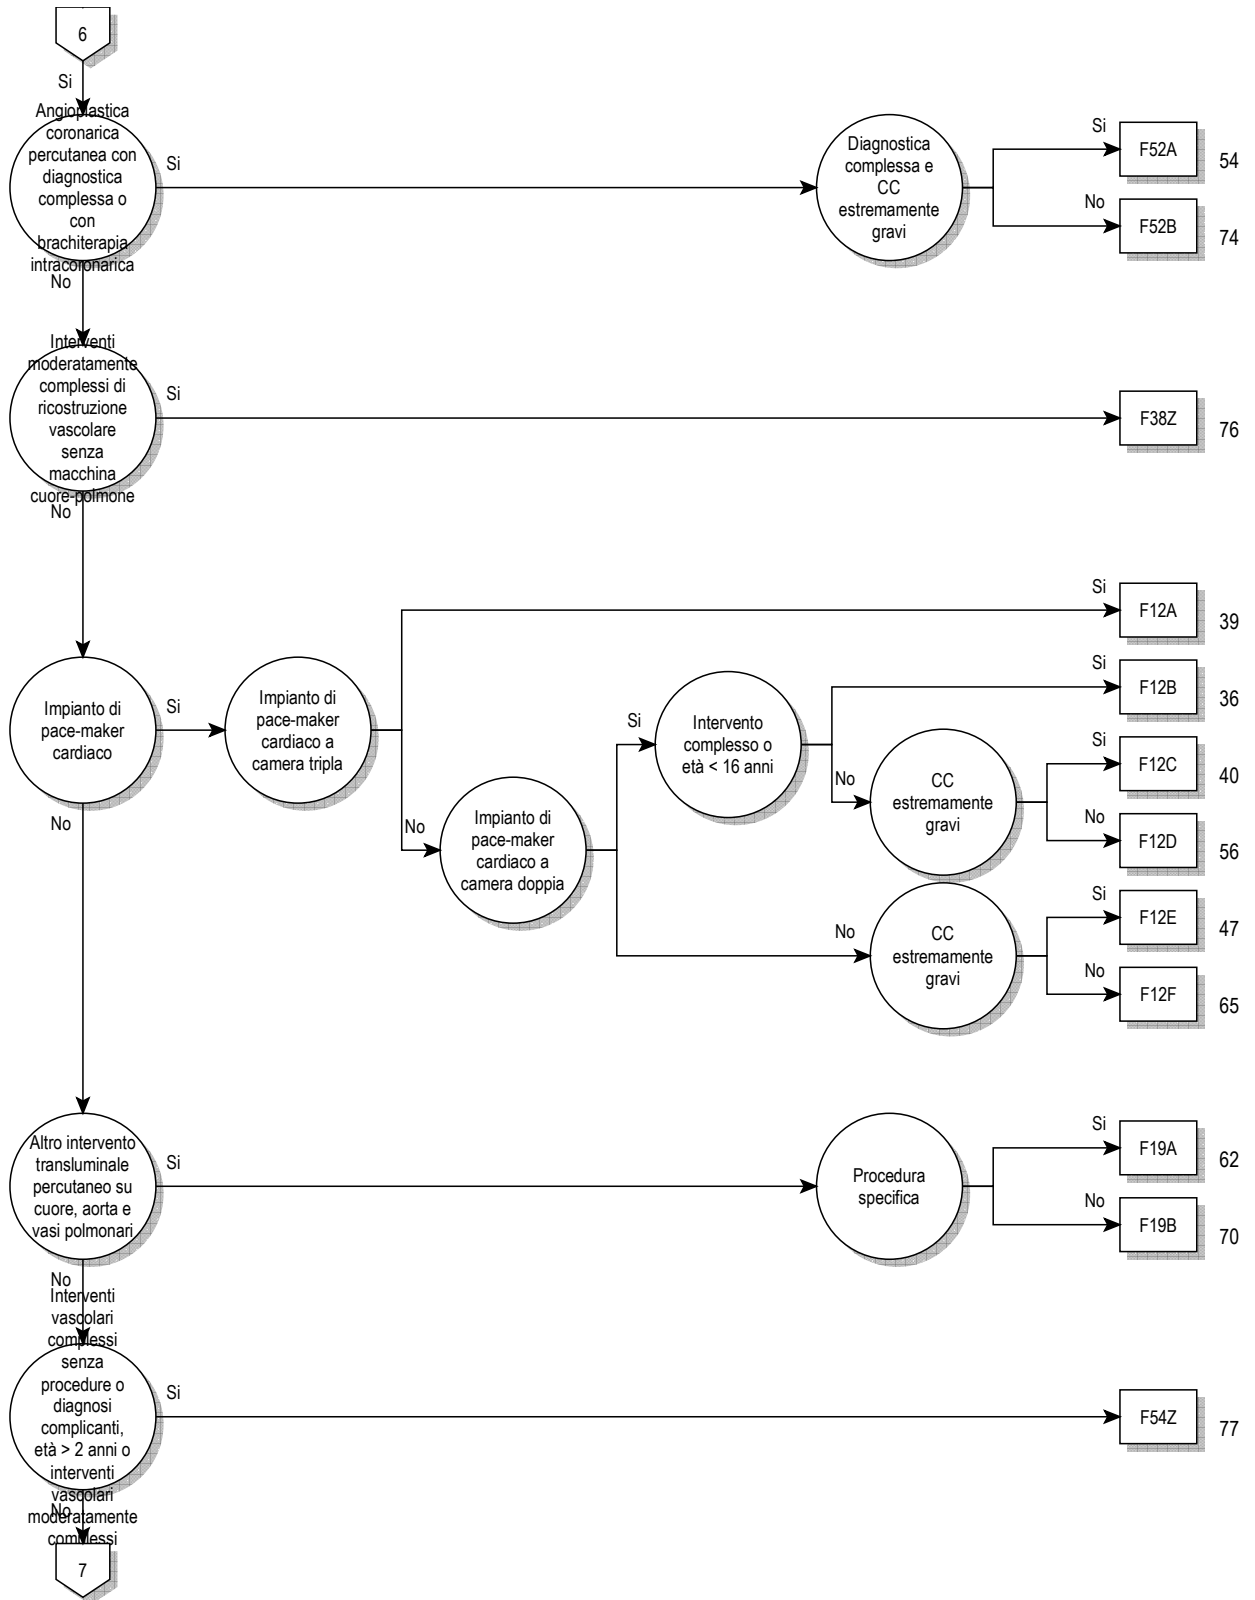 6
Si
Angioplastica
coronarica
percutanea con
diagnostica
complessa o
con
brachiterapia
intracoronarica
Si
Diagnostica
complessa e
CC
estremamente
gravi
Si
F52A
54
No
F52B
74
No
Interventi
moderatamente
complessi di
ricostruzione
vascolare
senza
macchina
cuore-polmone
Si
F38Z
76
No
Impianto di
pace-maker
cardiaco
Si
Impianto di
pace-maker
cardiaco a
camera tripla
Si
F12A
39
No
Impianto di
pace-maker
cardiaco a
camera doppia
Si
Intervento
complesso o
età < 16 anni
Si
F12B
36
No
CC
estremamente
gravi
Si
F12C
40
No
F12D
56
No
CC
estremamente
gravi
Si
F12E
47
No
F12F
65
No
Altro intervento
transluminale
percutaneo su
cuore, aorta e
vasi polmonari
Si
Procedura
specifica
Si
F19A
62
No
F19B
70
No
Interventi
vascolari
complessi
senza
procedure o
diagnosi
complicanti,
età > 2 anni o
interventi
vascolari
moderatamente
complessi
Si
F54Z
77
No
7